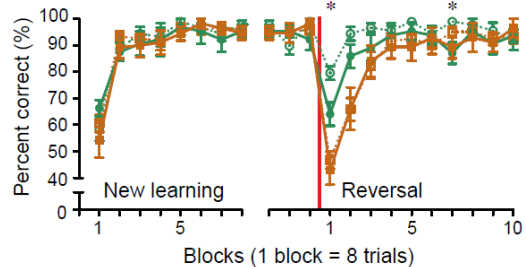 * *
Percent correct (%)
100
90
80
70
60
50
40
0
New learning Reversal
1 5 1 5 10
Blocks (1 block = 8 trials)